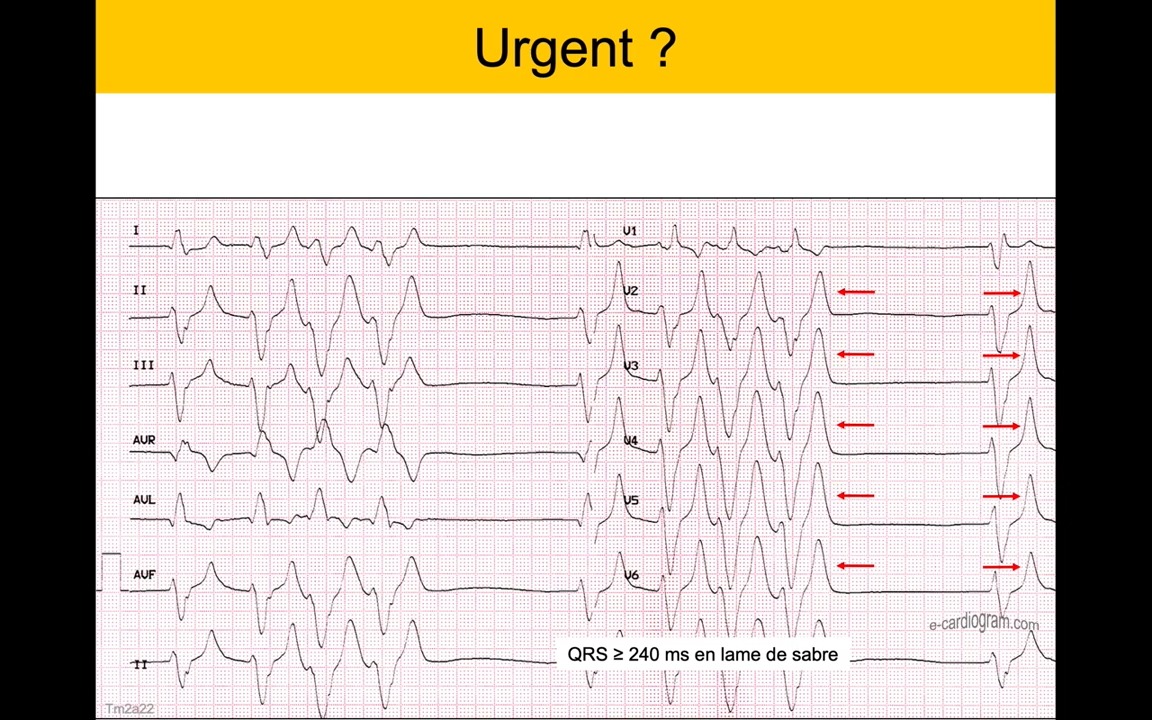 Urgent ?
I
V1
II
V2
III
V3
AVR
V4
AVL
V5
AVF
V6
e-cardiogram.com
II
QRS ≥ 240 ms en lame de sabre
Tm2a22